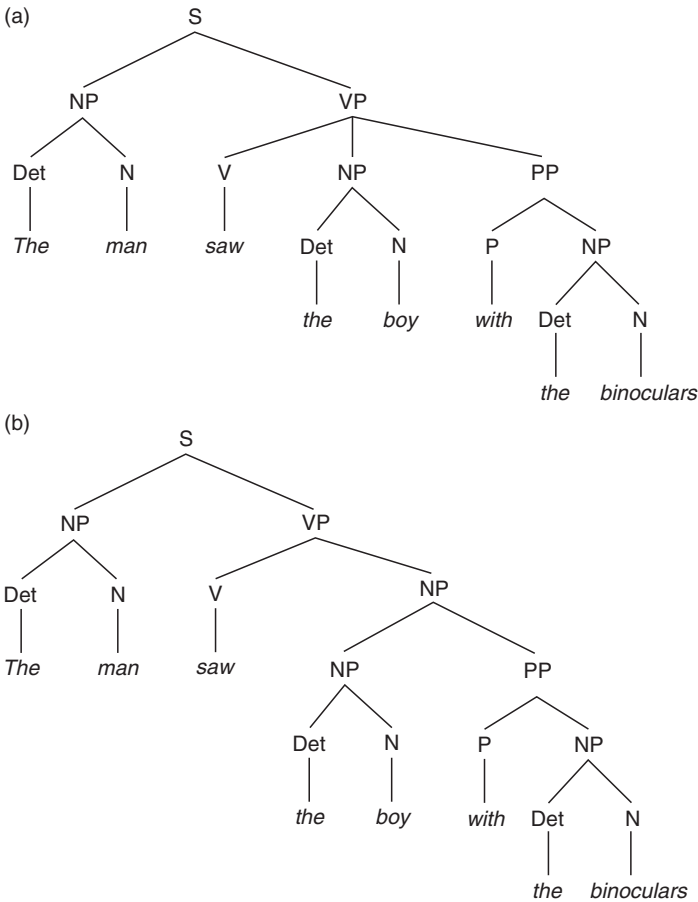 (a)
S
NP VP
Det N V NP PP
The man saw Det N P NP
the boy with Det N
the binoculars
(b)
S
NP VP
Det N V NP
The man saw NP PP
Det N P NP
the boy with Det N
the binoculars